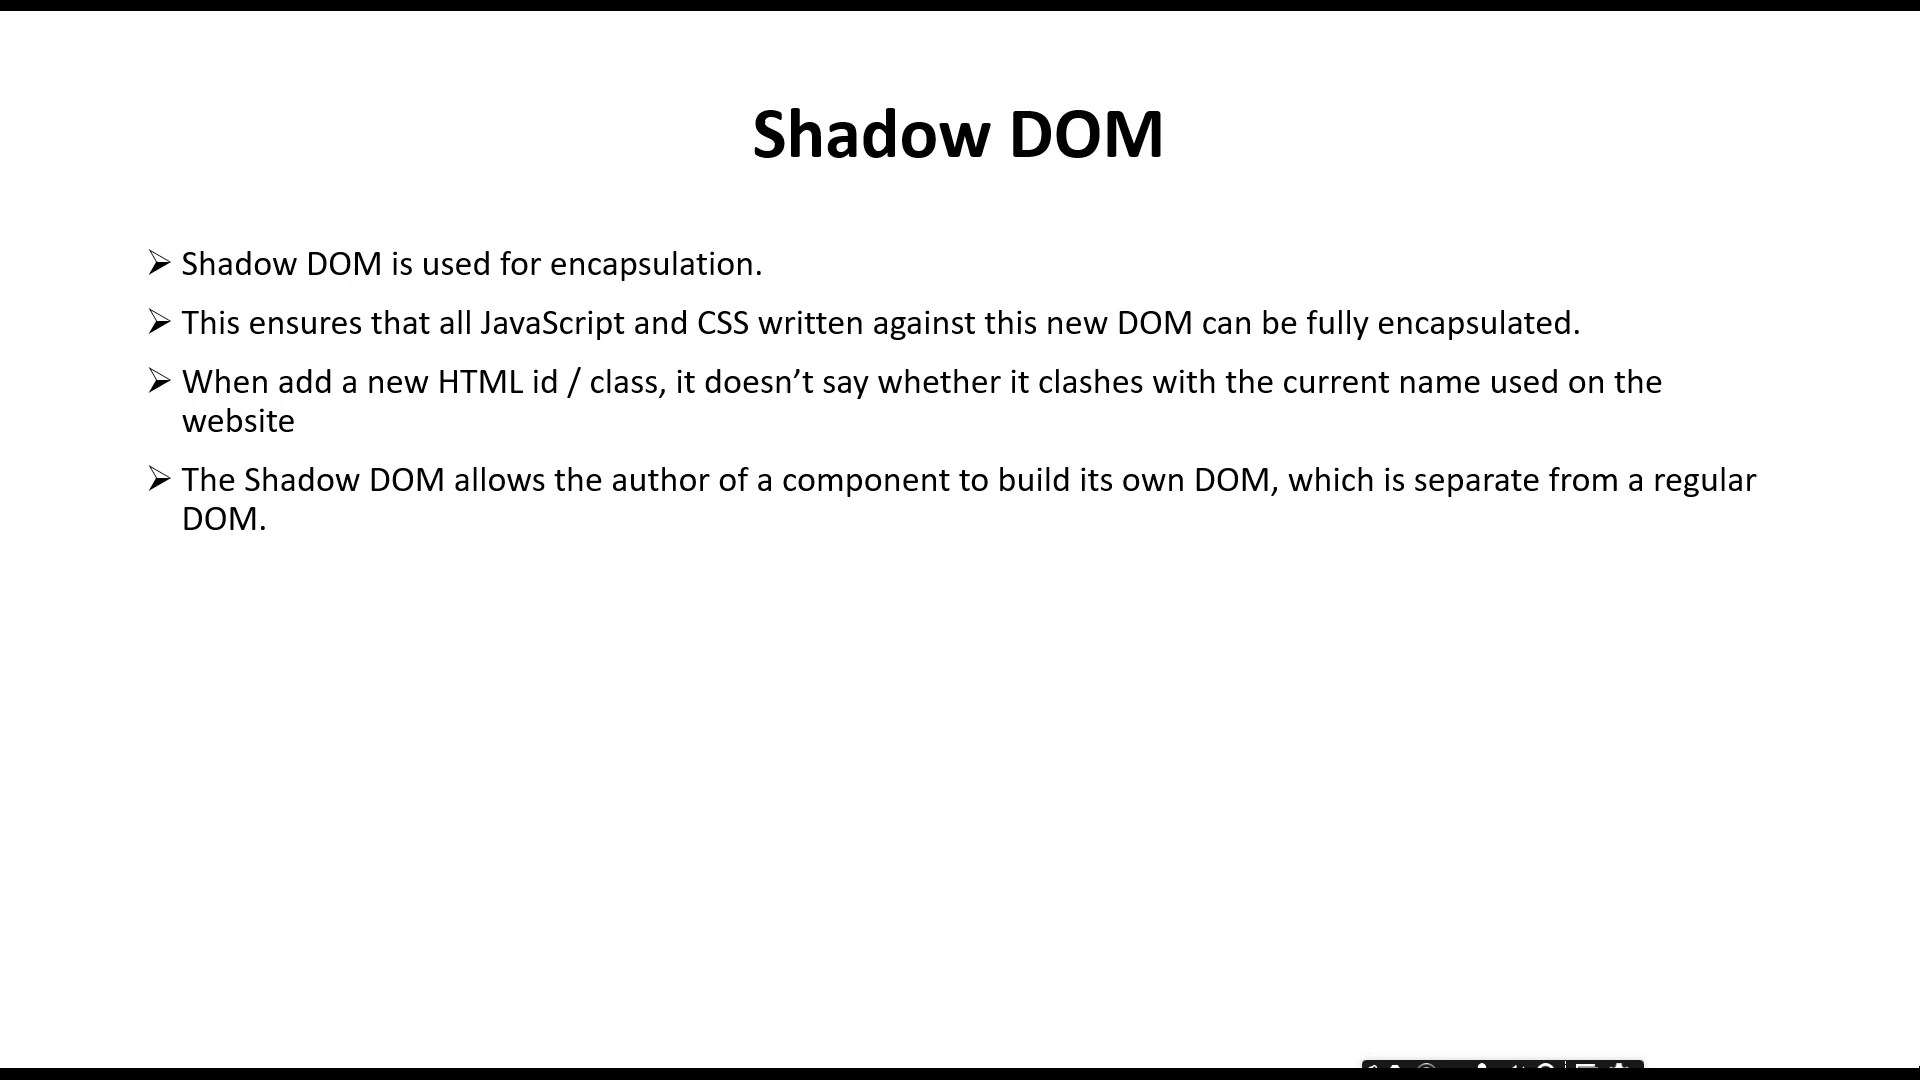 Shadow DOM
➢ Shadow DOM is used for encapsulation.
➢ This ensures that all JavaScript and CSS written against this new DOM can be fully encapsulated.
➢ When add a new HTML id / class, it doesn’t say whether it clashes with the current name used on the
website
➢ The Shadow DOM allows the author of a component to build its own DOM, which is separate from a regular
DOM.